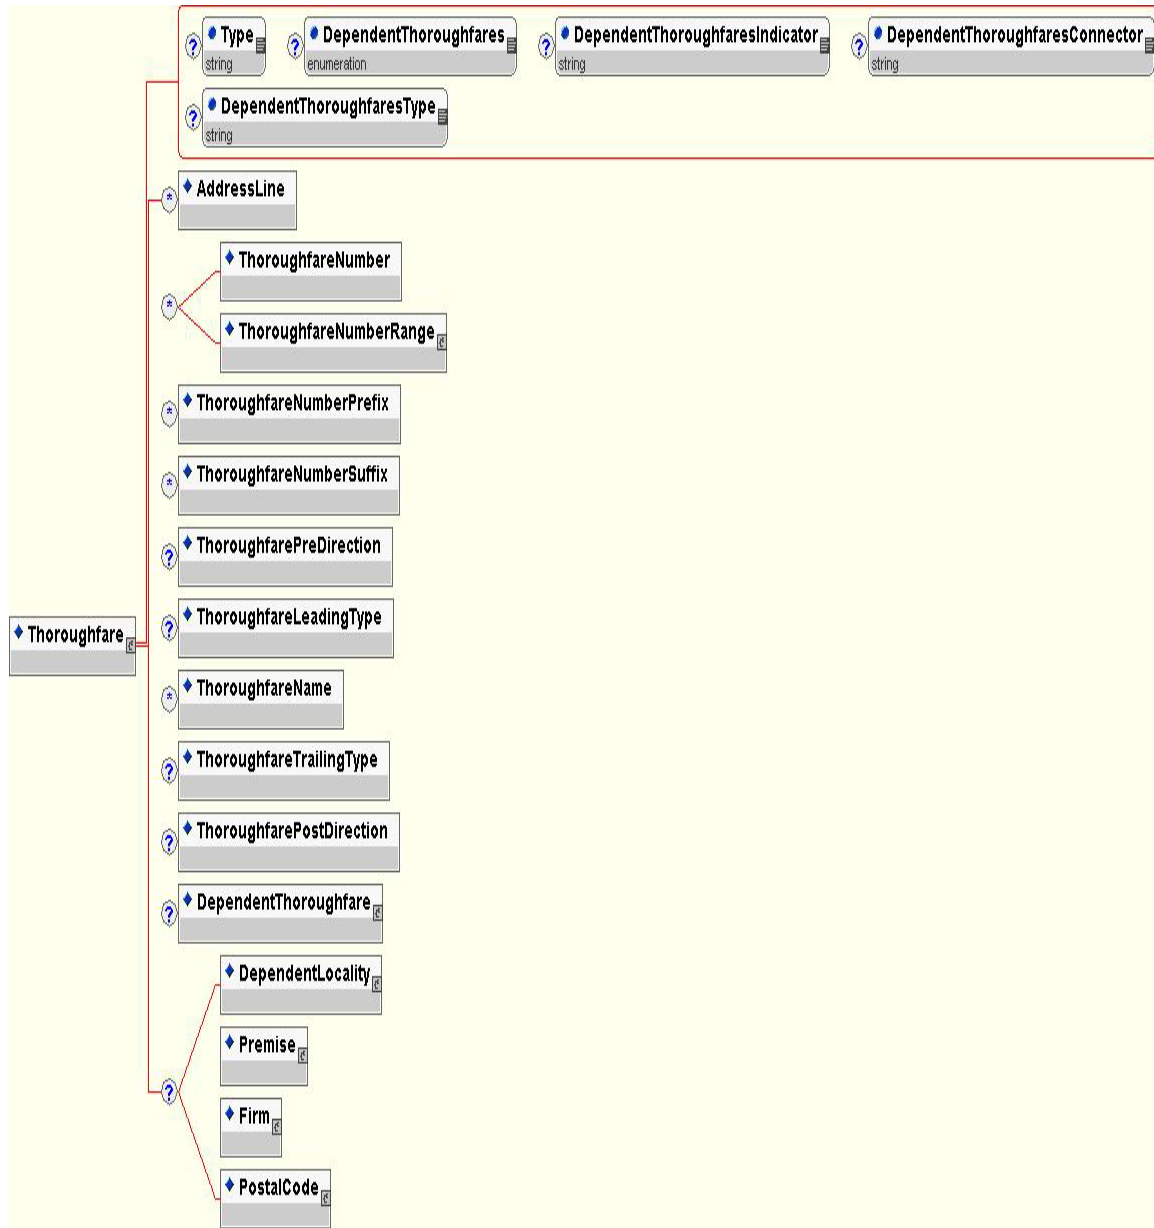 Type DependentThoroughfares DependentThoroughfaresIndicator DependentThoroughfaresConnector
string enumeration string string
DependentThoroughfaresType
string
AddressLine
ThoroughfareNumber
ThoroughfareNumberRange
ThoroughfareNumberPrefix
ThoroughfareNumberSuffix
ThoroughfarePreDirection
ThoroughfareLeadingType
Thoroughfare
ThoroughfareName
ThoroughfareTrailingType
ThoroughfarePostDirection
DependentThoroughfare
DependentLocality
Premise
Firm
PostalCode